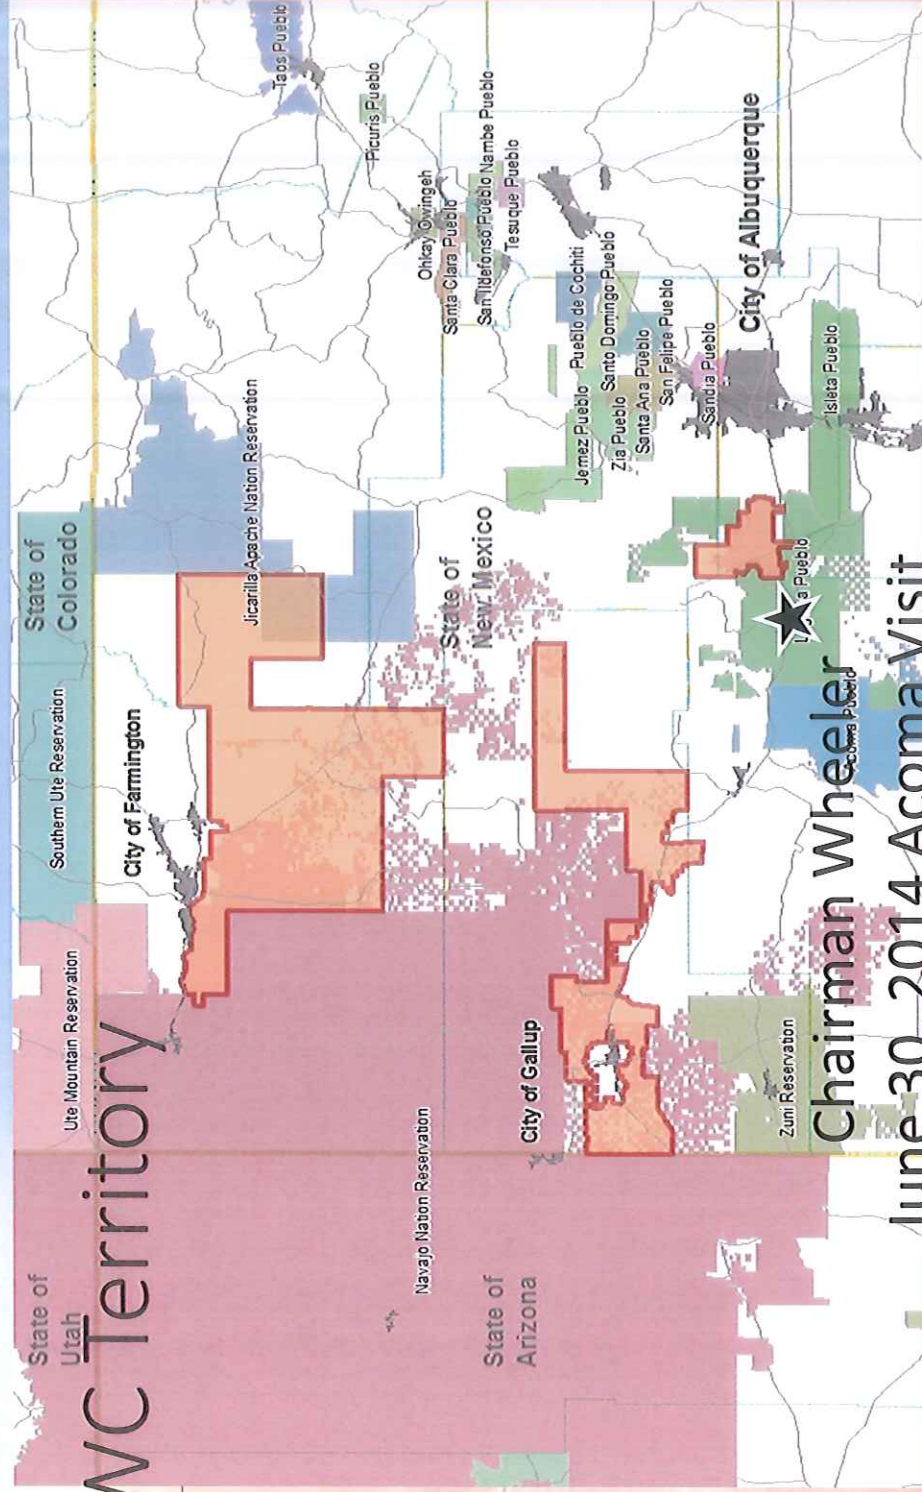 WC Territory
State of
Utah
Ute Mountain Reservation
Southern Ute Reservation
State of
Colorado
City of Farmington
Taos Pueblo
Picuris Pueblo
Jicarilla Apache Nation Reservation
Ohkay Owingeh
Santa Clara Pueblo
San Ildefonso Pueblo
Nambe Pueblo
Tesuque Pueblo
Navajo Nation Reservation
State of
Arizona
State of
New Mexico
City of Gallup
Jemez Pueblo
Pueblo de Cochiti
Santo Domingo Pueblo
Zia Pueblo
Santa Ana Pueblo
San Felipe Pueblo
Sandia Pueblo
City of Albuquerque
Isleta Pueblo
a Pueblo
coma Pueblo
Zuni Reservation
Chairman Wheeler
June 30 2014 Acoma Visit